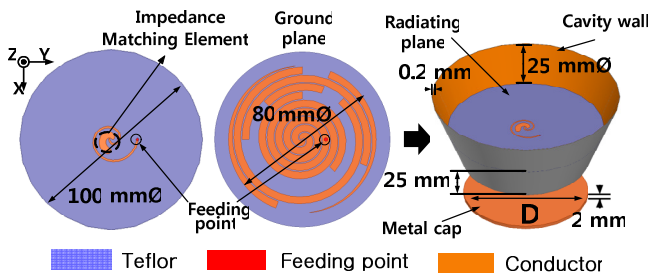 Impedance
Matching Element
Ground
plane
Radiating
plane
Cavity wall
Z
Y
X
0.2 mm
25 mmØ
80 mmØ
100 mmØ
Feeding
point
25 mm
Metal cap
D
2 mm
Teflor
Feeding point
Conductor